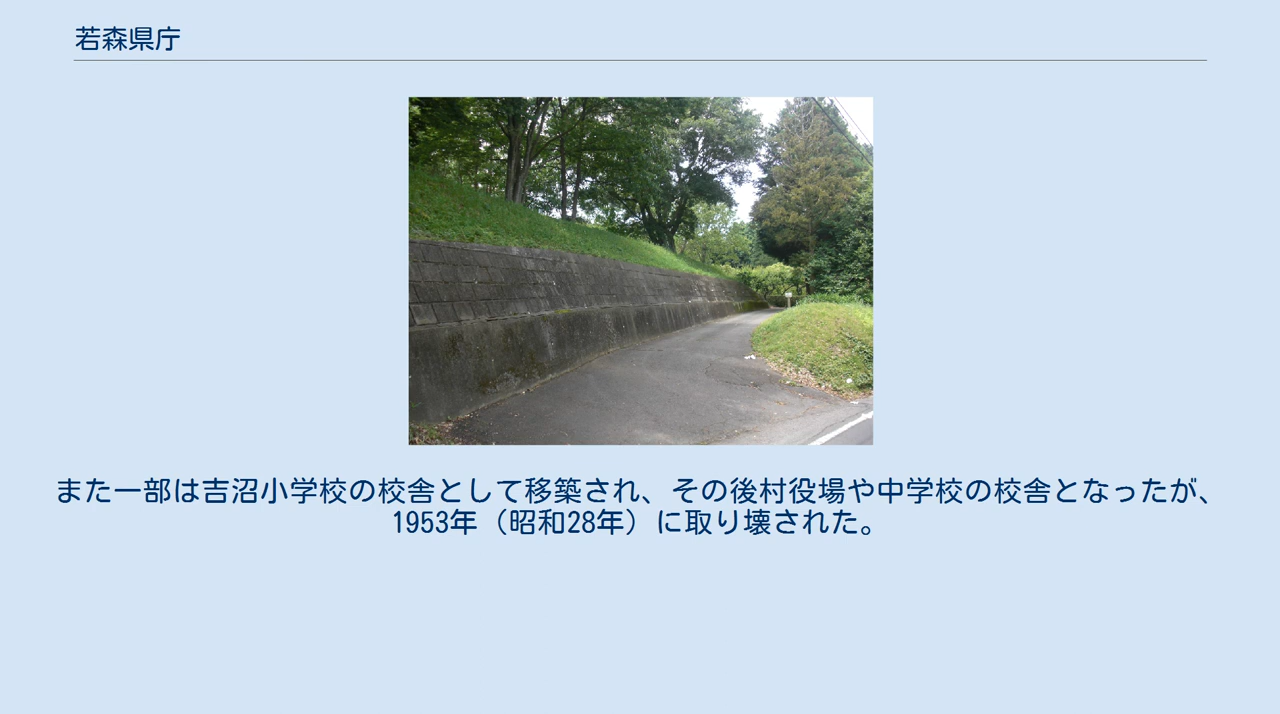 若森県庁
また一部は吉沼小学校の校舎として移築され、その後村役場や中学校の校舎となったが、
1953年（昭和28年）に取り壊された。